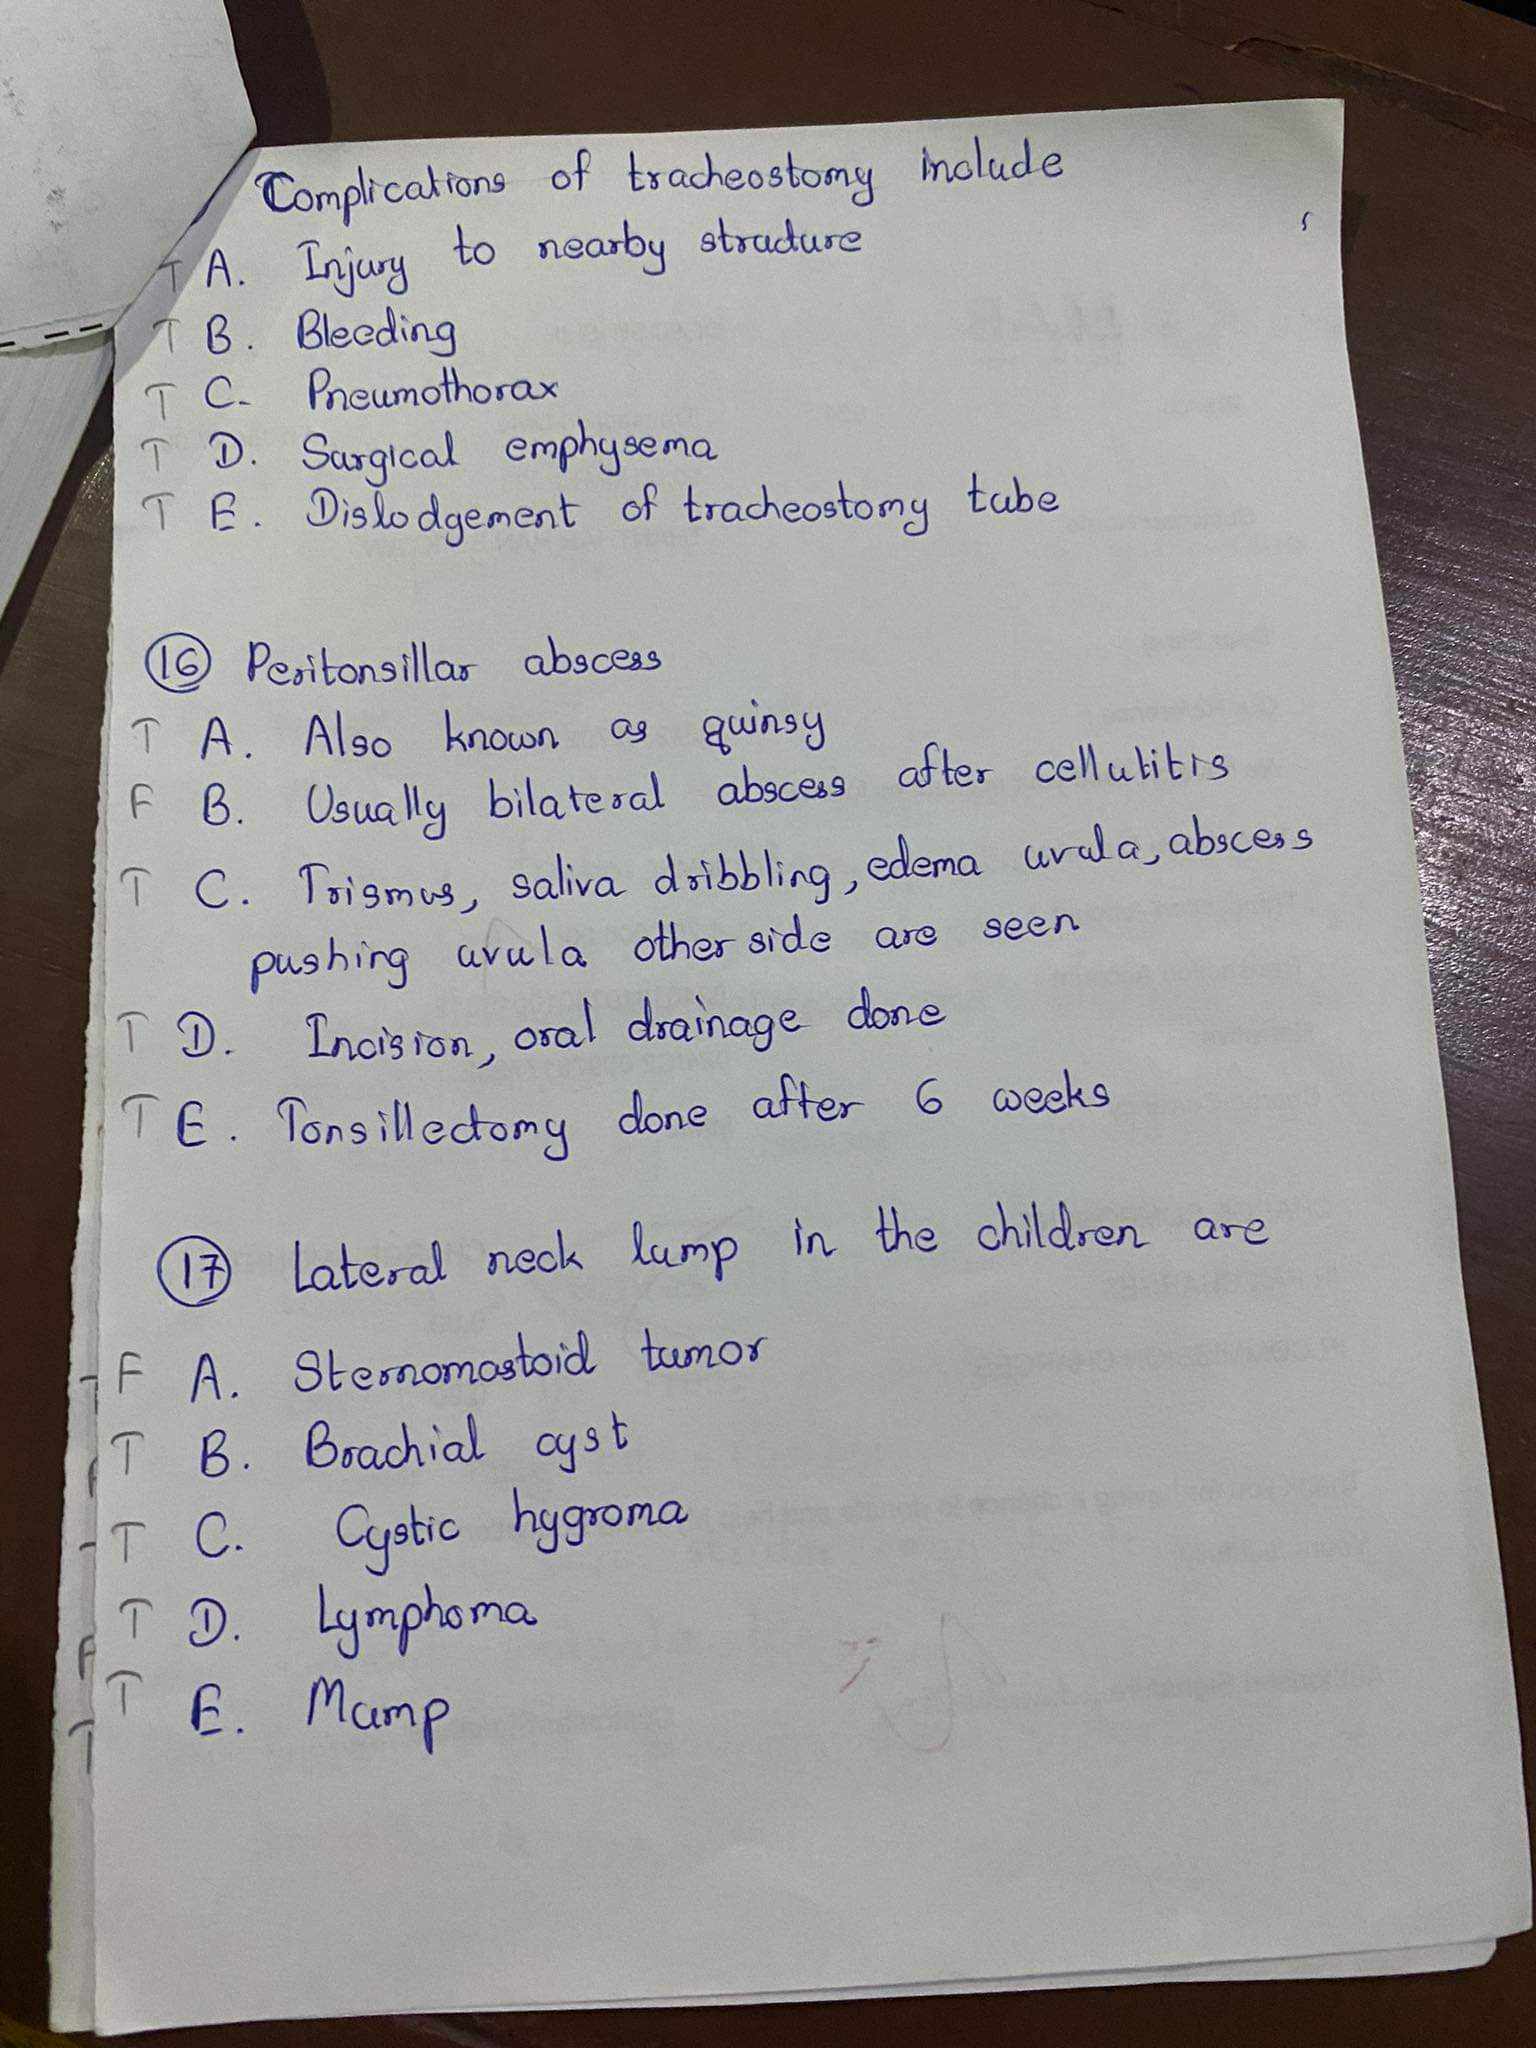 Complications of tracheostomy include
T A. Injury to nearby structure
T B. Bleeding
T C. Pneumothorax
T D. Surgical emphysema
T E. Dislodgement of tracheostomy tube
16 Peritonsillar abscess
T A. Also known as quinsy
F B. Usually bilateral abscess after cellulitis
T C. Trismus, saliva dribbling, edema uvula, abscess
pushing uvula other side are seen
T D. Incision, oral drainage done
T E. Tonsillectomy done after 6 weeks
17 Lateral neck lump in the children are
F A. Sternomastoid tumor
T B. Brachial cyst
T C. Cystic hygroma
T D. Lymphoma
T E. Mump